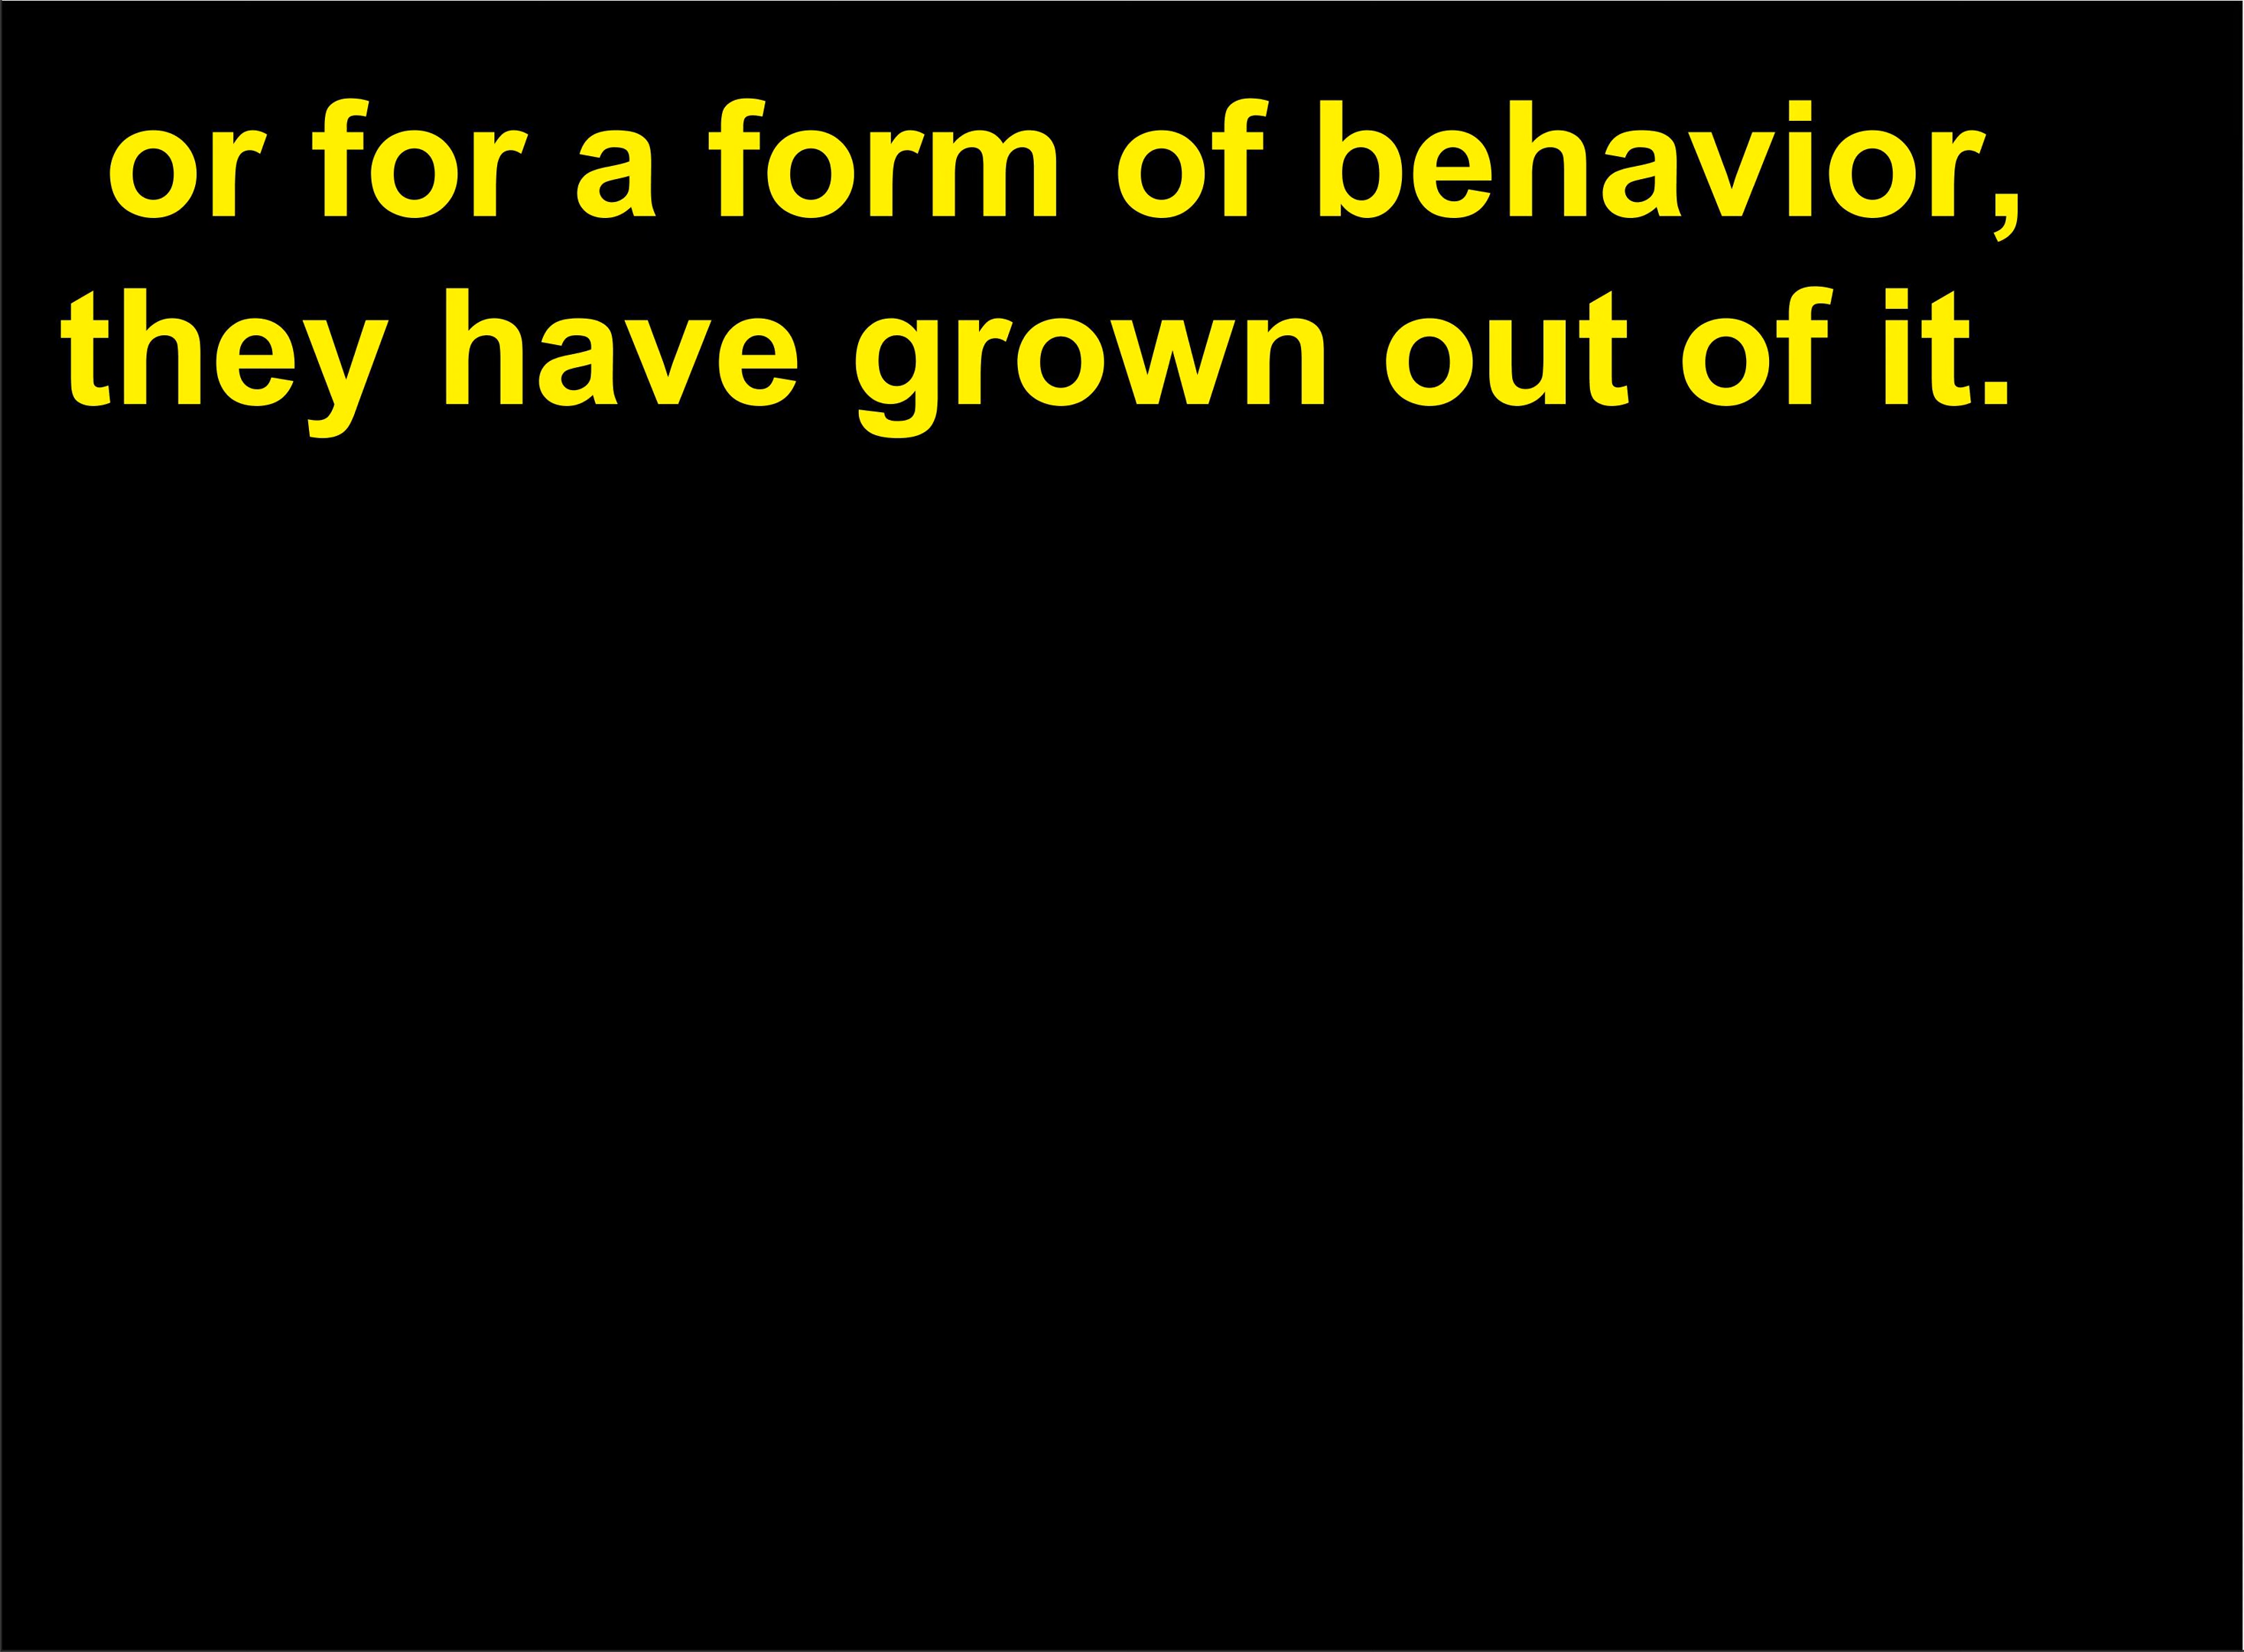 or for a form of behavior,
they have grown out of it.